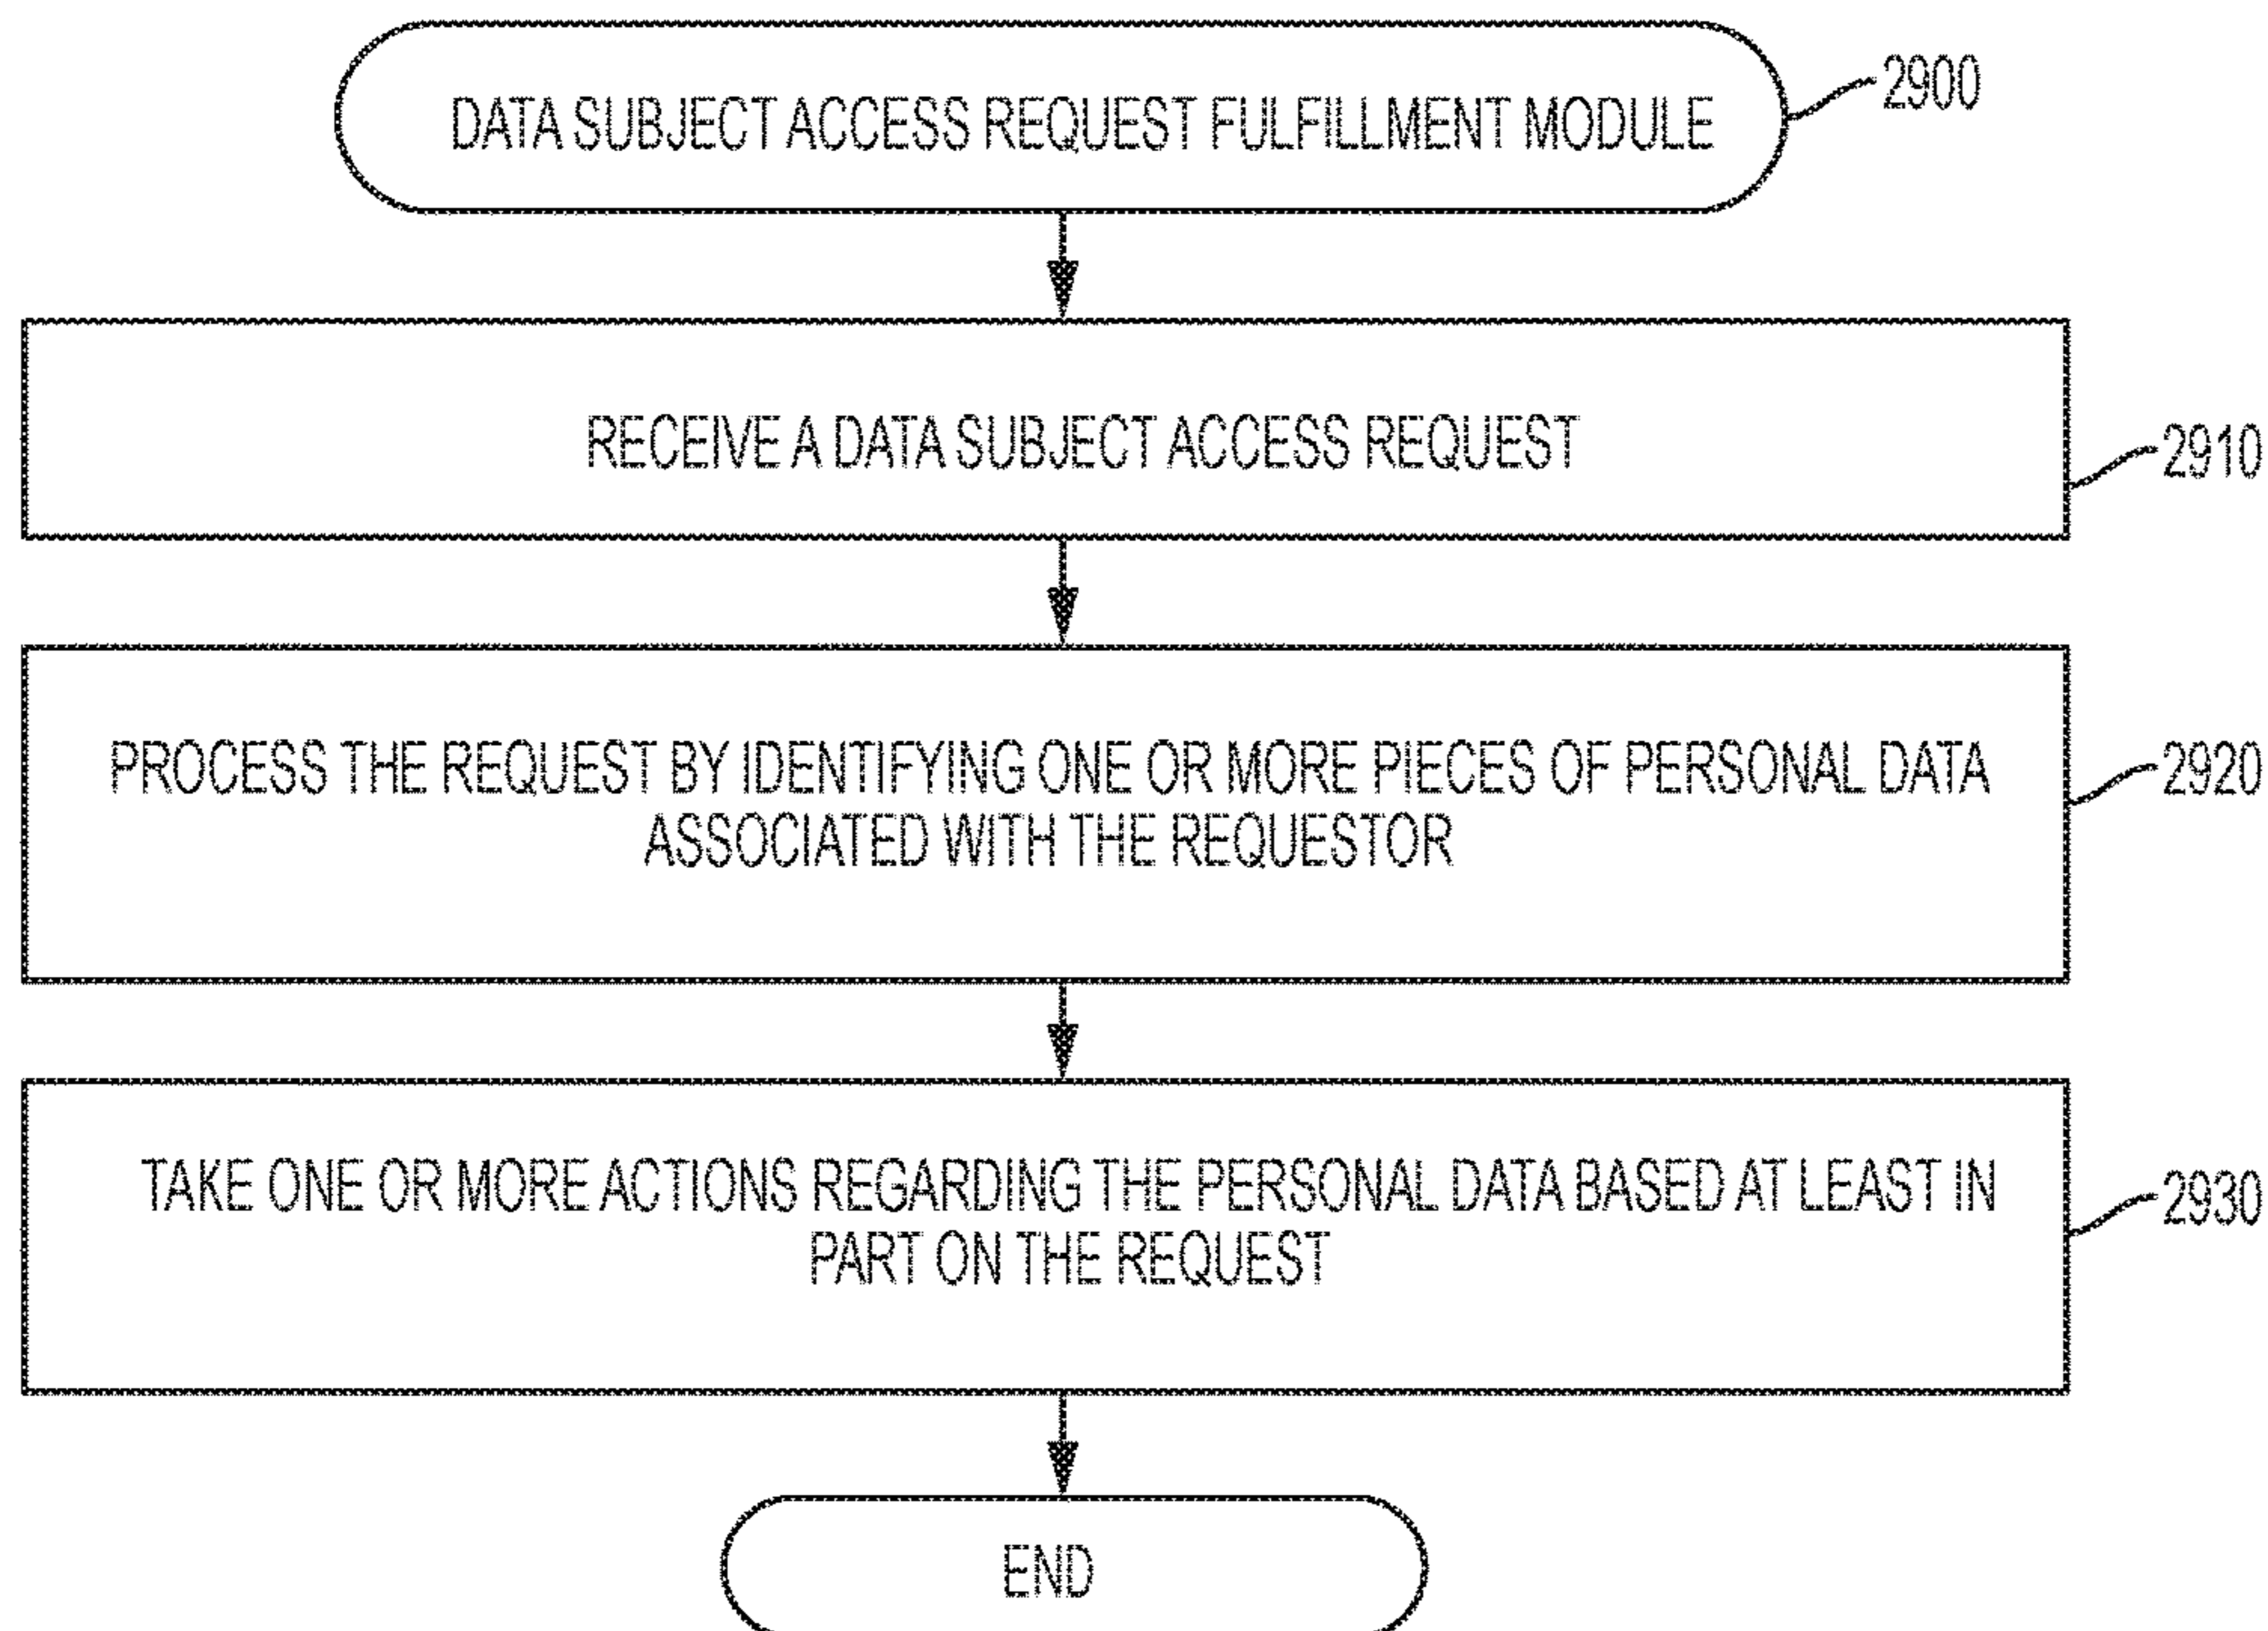 DATA SUBJECT ACCESS REQUEST FULFILLMENT MODULE
2900
RECEIVE A DATA SUBJECT ACCESS REQUEST
2910
PROCESS THE REQUEST BY IDENTIFYING ONE OR MORE PIECES OF PERSONAL DATA
ASSOCIATED WITH THE REQUESTOR
2920
TAKE ONE OR MORE ACTIONS REGARDING THE PERSONAL DATA BASED AT LEAST IN
PART ON THE REQUEST
2930
END